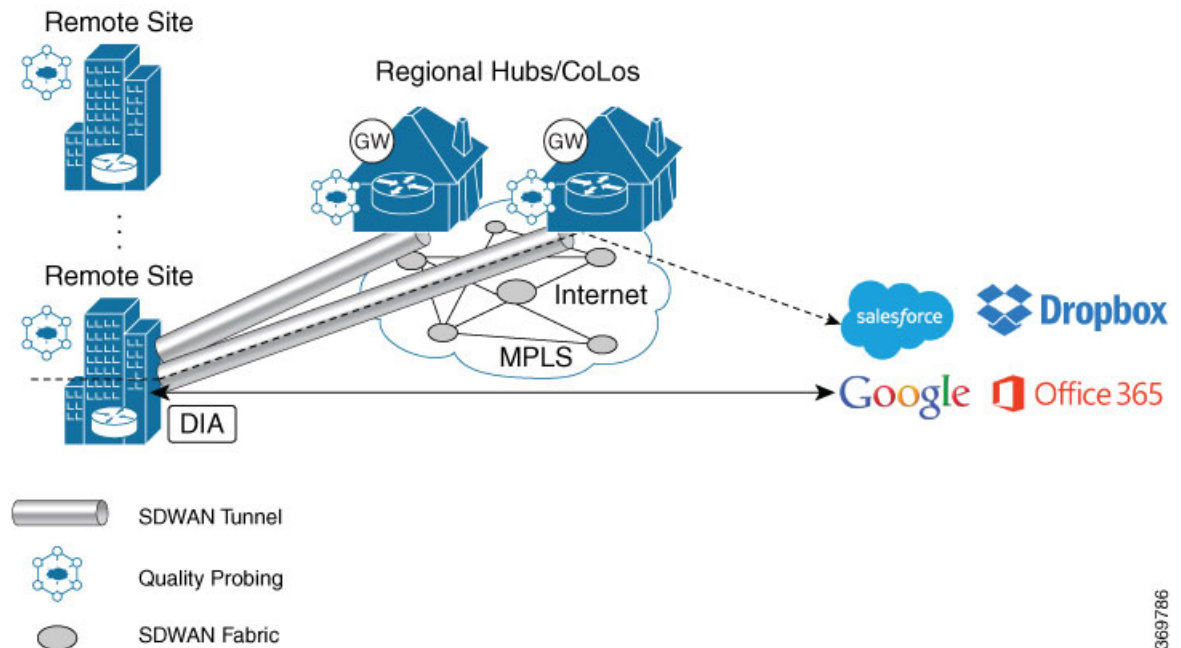 Remote Site
Regional Hubs/CoLos
GW
GW
Remote Site
Internet
MPLS
salesforce
Dropbox
Google
Office 365
DIA
SDWAN Tunnel
Quality Probing
SDWAN Fabric
369786